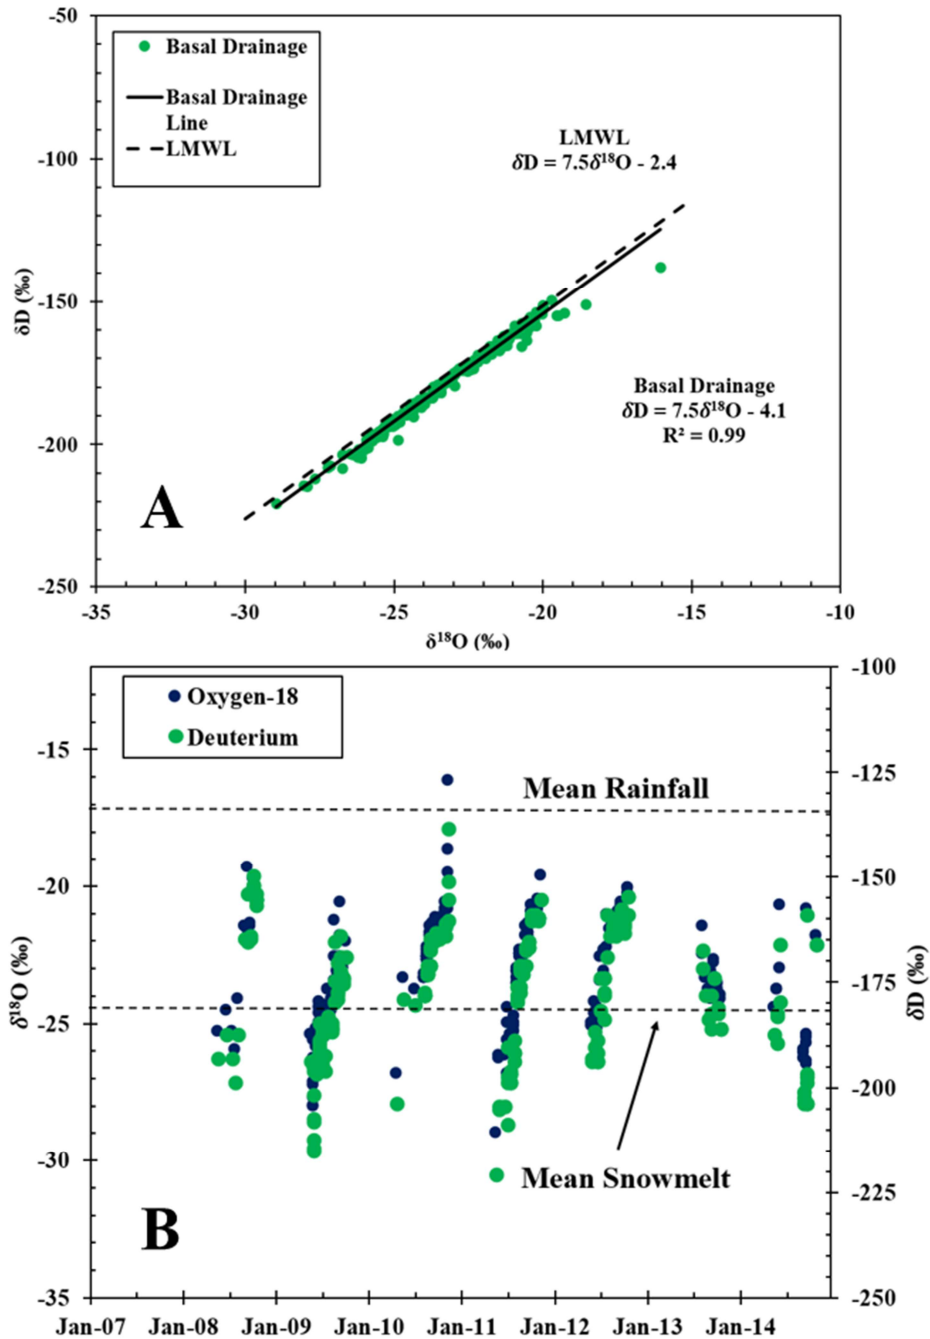 -50
-100
-150
-200
-250
-35
-30
-25
-20
-15
-10
δD (‰)
δ¹⁸O (‰)
Basal Drainage
Basal Drainage
Line
LMWL
LMWL
δD = 7.5δ¹⁸O - 2.4
Basal Drainage
δD = 7.5δ¹⁸O - 4.1
R² = 0.99
A
Oxygen-18
Deuterium
Mean Rainfall
Mean Snowmelt
B
-15
-20
-25
-30
-35
δ¹⁸O (‰)
-100
-125
-150
-175
-200
-225
-250
δD (‰)
Jan-07
Jan-08
Jan-09
Jan-10
Jan-11
Jan-12
Jan-13
Jan-14